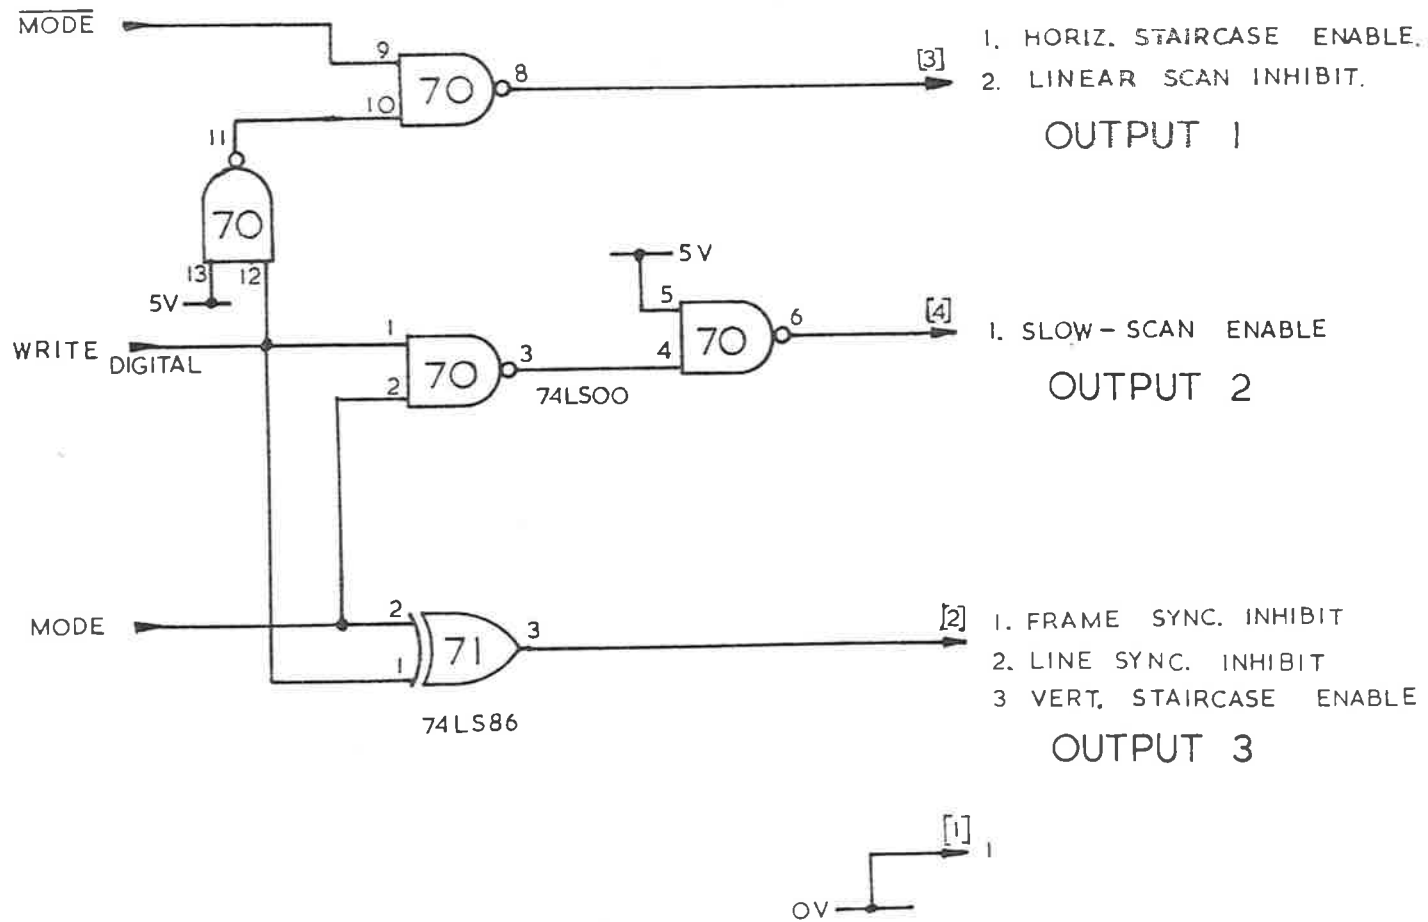 MODE
9
70
8
[3]
1. HORIZ. STAIRCASE ENABLE.
2. LINEAR SCAN INHIBIT.
OUTPUT 1
10
11
70
13
12
5V
5V
5
70
6
[4]
1. SLOW-SCAN ENABLE
OUTPUT 2
4
WRITE DIGITAL
1
70
3
2
74LS00
MODE
2
71
3
1
74LS86
[2]
1. FRAME SYNC. INHIBIT
2. LINE SYNC. INHIBIT
3 VERT. STAIRCASE ENABLE
OUTPUT 3
[1]
1
0V